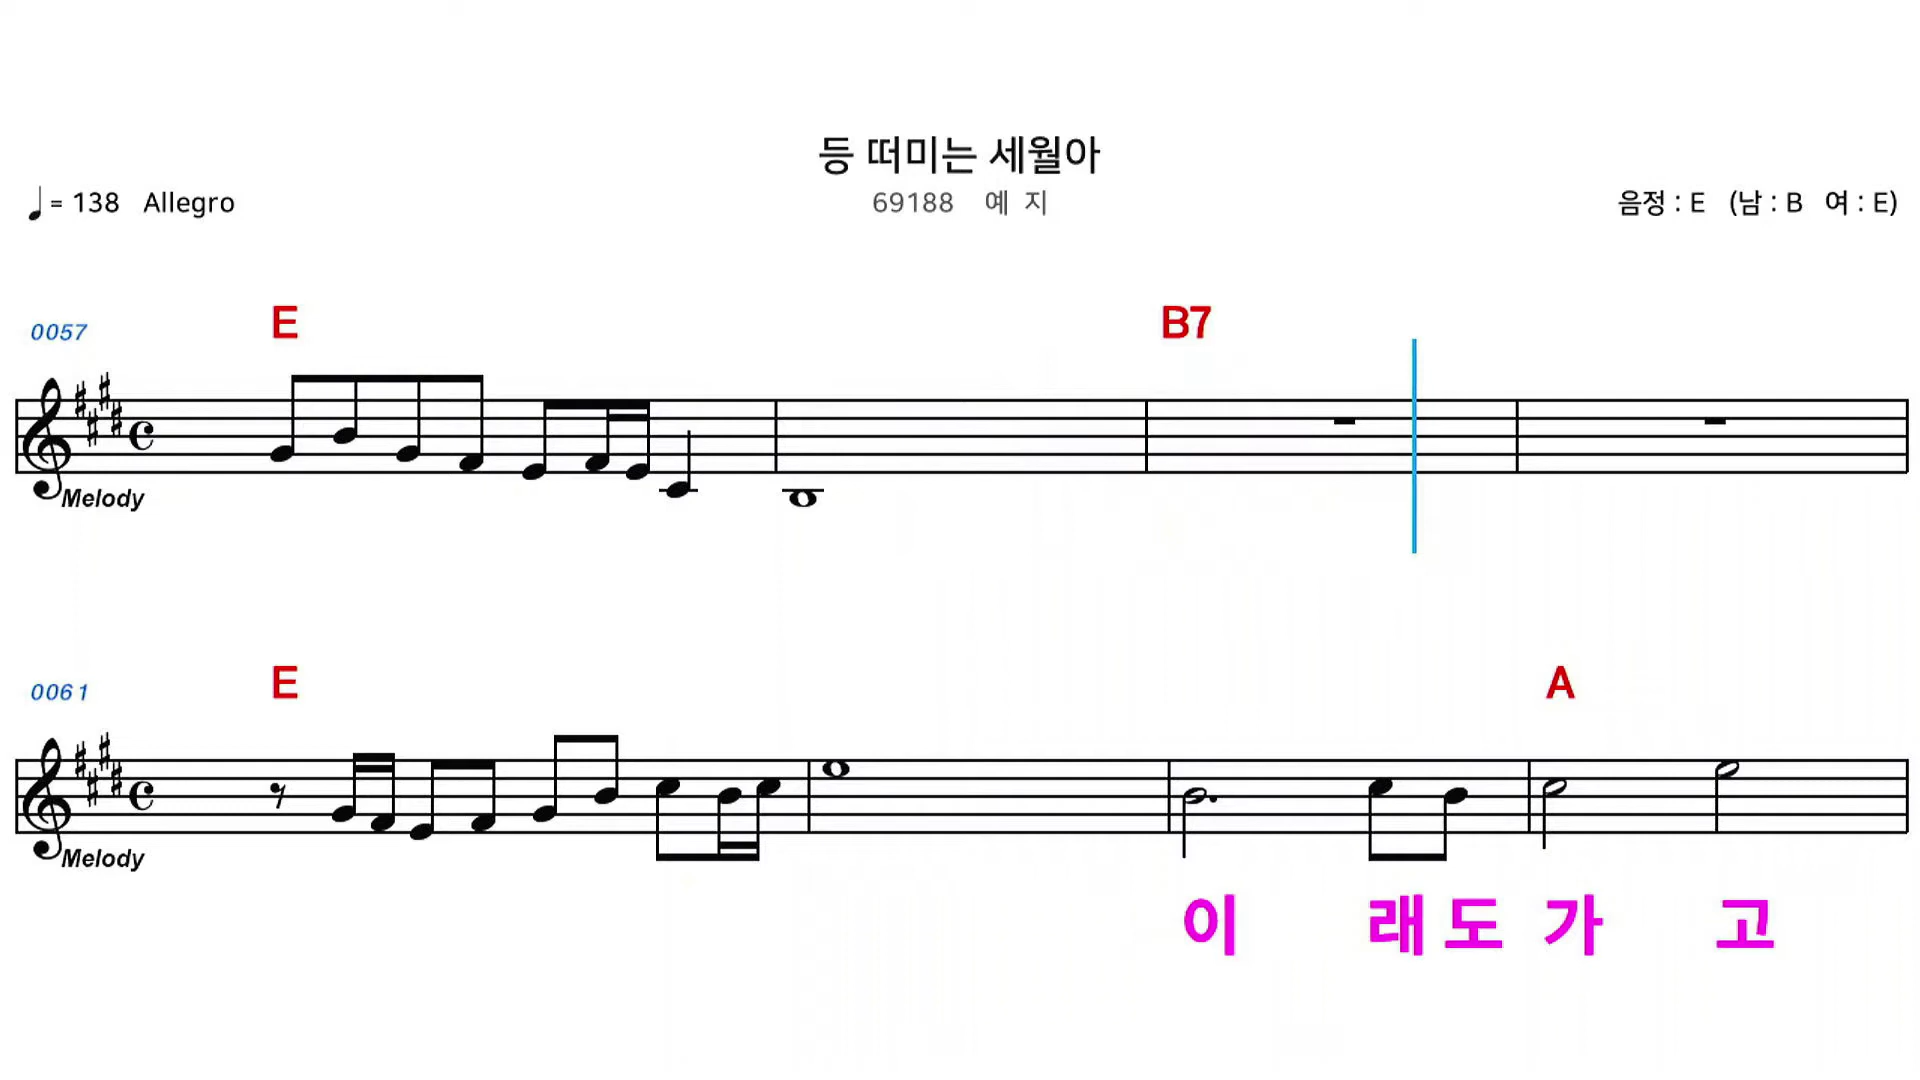 등 떠미는 세월아
= 138 Allegro
69188 예 지
음정 : E (남 : B 여 : E)
0057
E B7
Melody
0061
E A
Melody
이 래 도 가 고